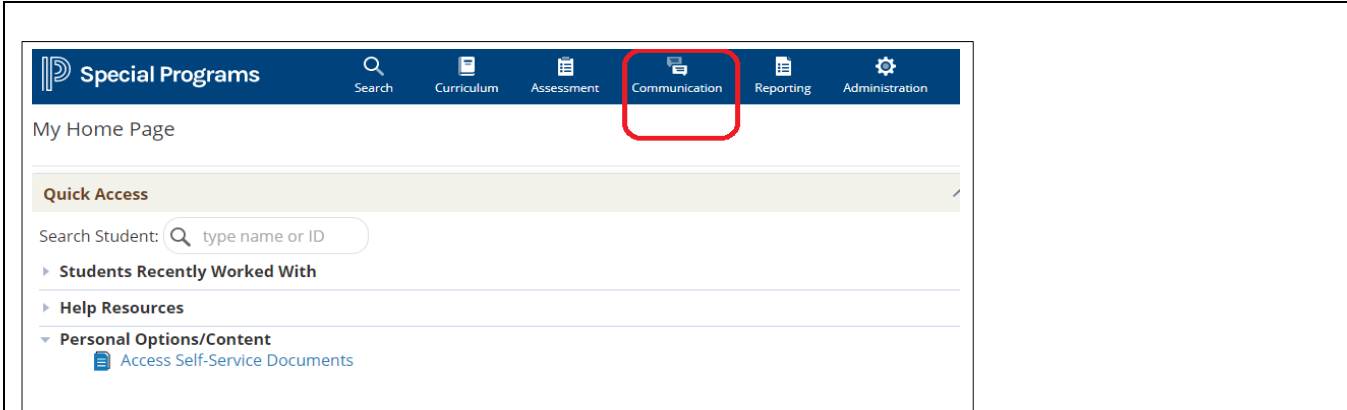 Special Programs
Search Curriculum Assessment Communication Reporting Administration
My Home Page
Quick Access
Search Student: type name or ID
Students Recently Worked With
Help Resources
Personal Options/Content
Access Self-Service Documents